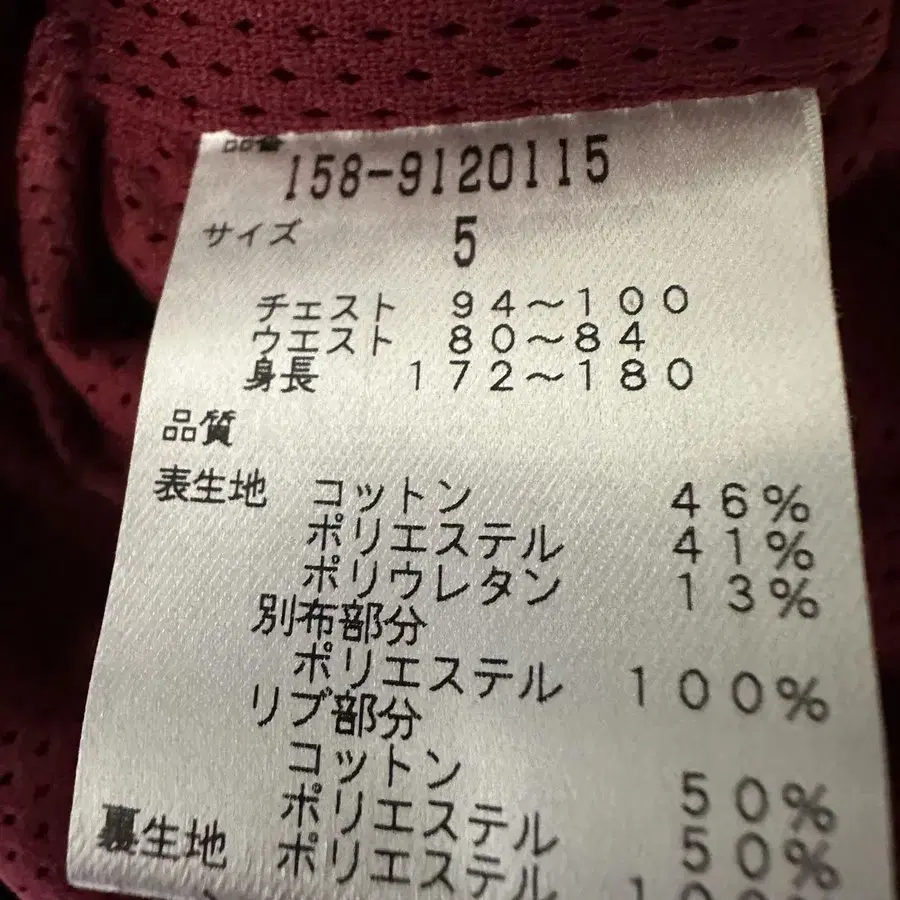 品番
158-9120115
サイズ 5
チェスト 94〜100
ウエスト 80〜84
身長 172〜180
品質
表生地 コットン 46%
ポリエステル 41%
ポリウレタン 13%
別布部分
ポリエステル 100%
リブ部分
コットン 50%
ポリエステル 50%
裏生地 ポリエステル